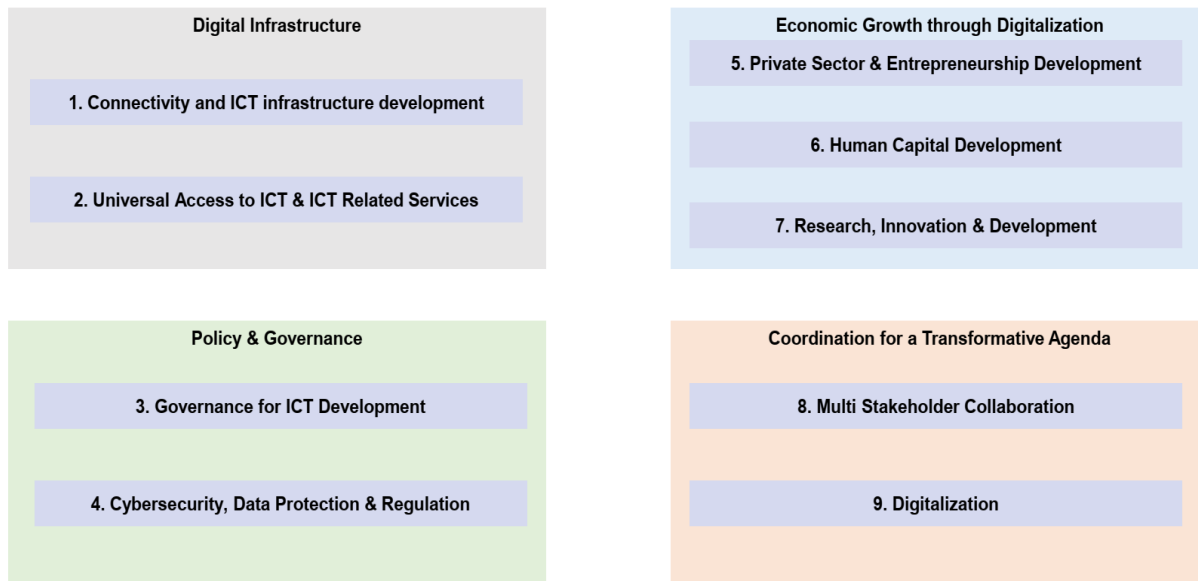 Digital Infrastructure
1. Connectivity and ICT infrastructure development
2. Universal Access to ICT & ICT Related Services
Economic Growth through Digitalization
5. Private Sector & Entrepreneurship Development
6. Human Capital Development
7. Research, Innovation & Development
Policy & Governance
3. Governance for ICT Development
4. Cybersecurity, Data Protection & Regulation
Coordination for a Transformative Agenda
8. Multi Stakeholder Collaboration
9. Digitalization